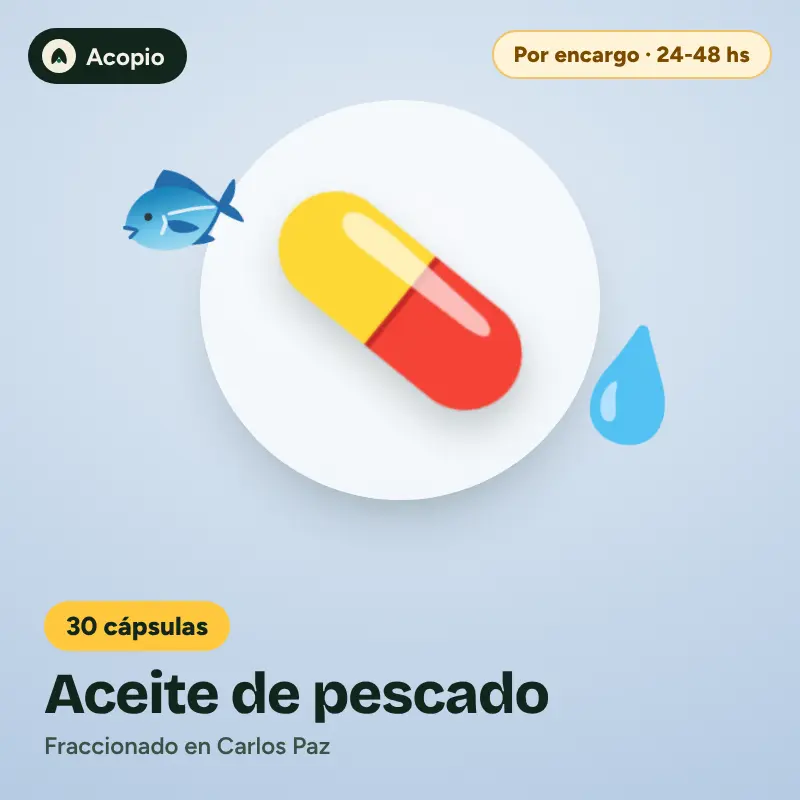 Acopio
Por encargo · 24-48 hs
30 cápsulas
Aceite de pescado
Fraccionado en Carlos Paz